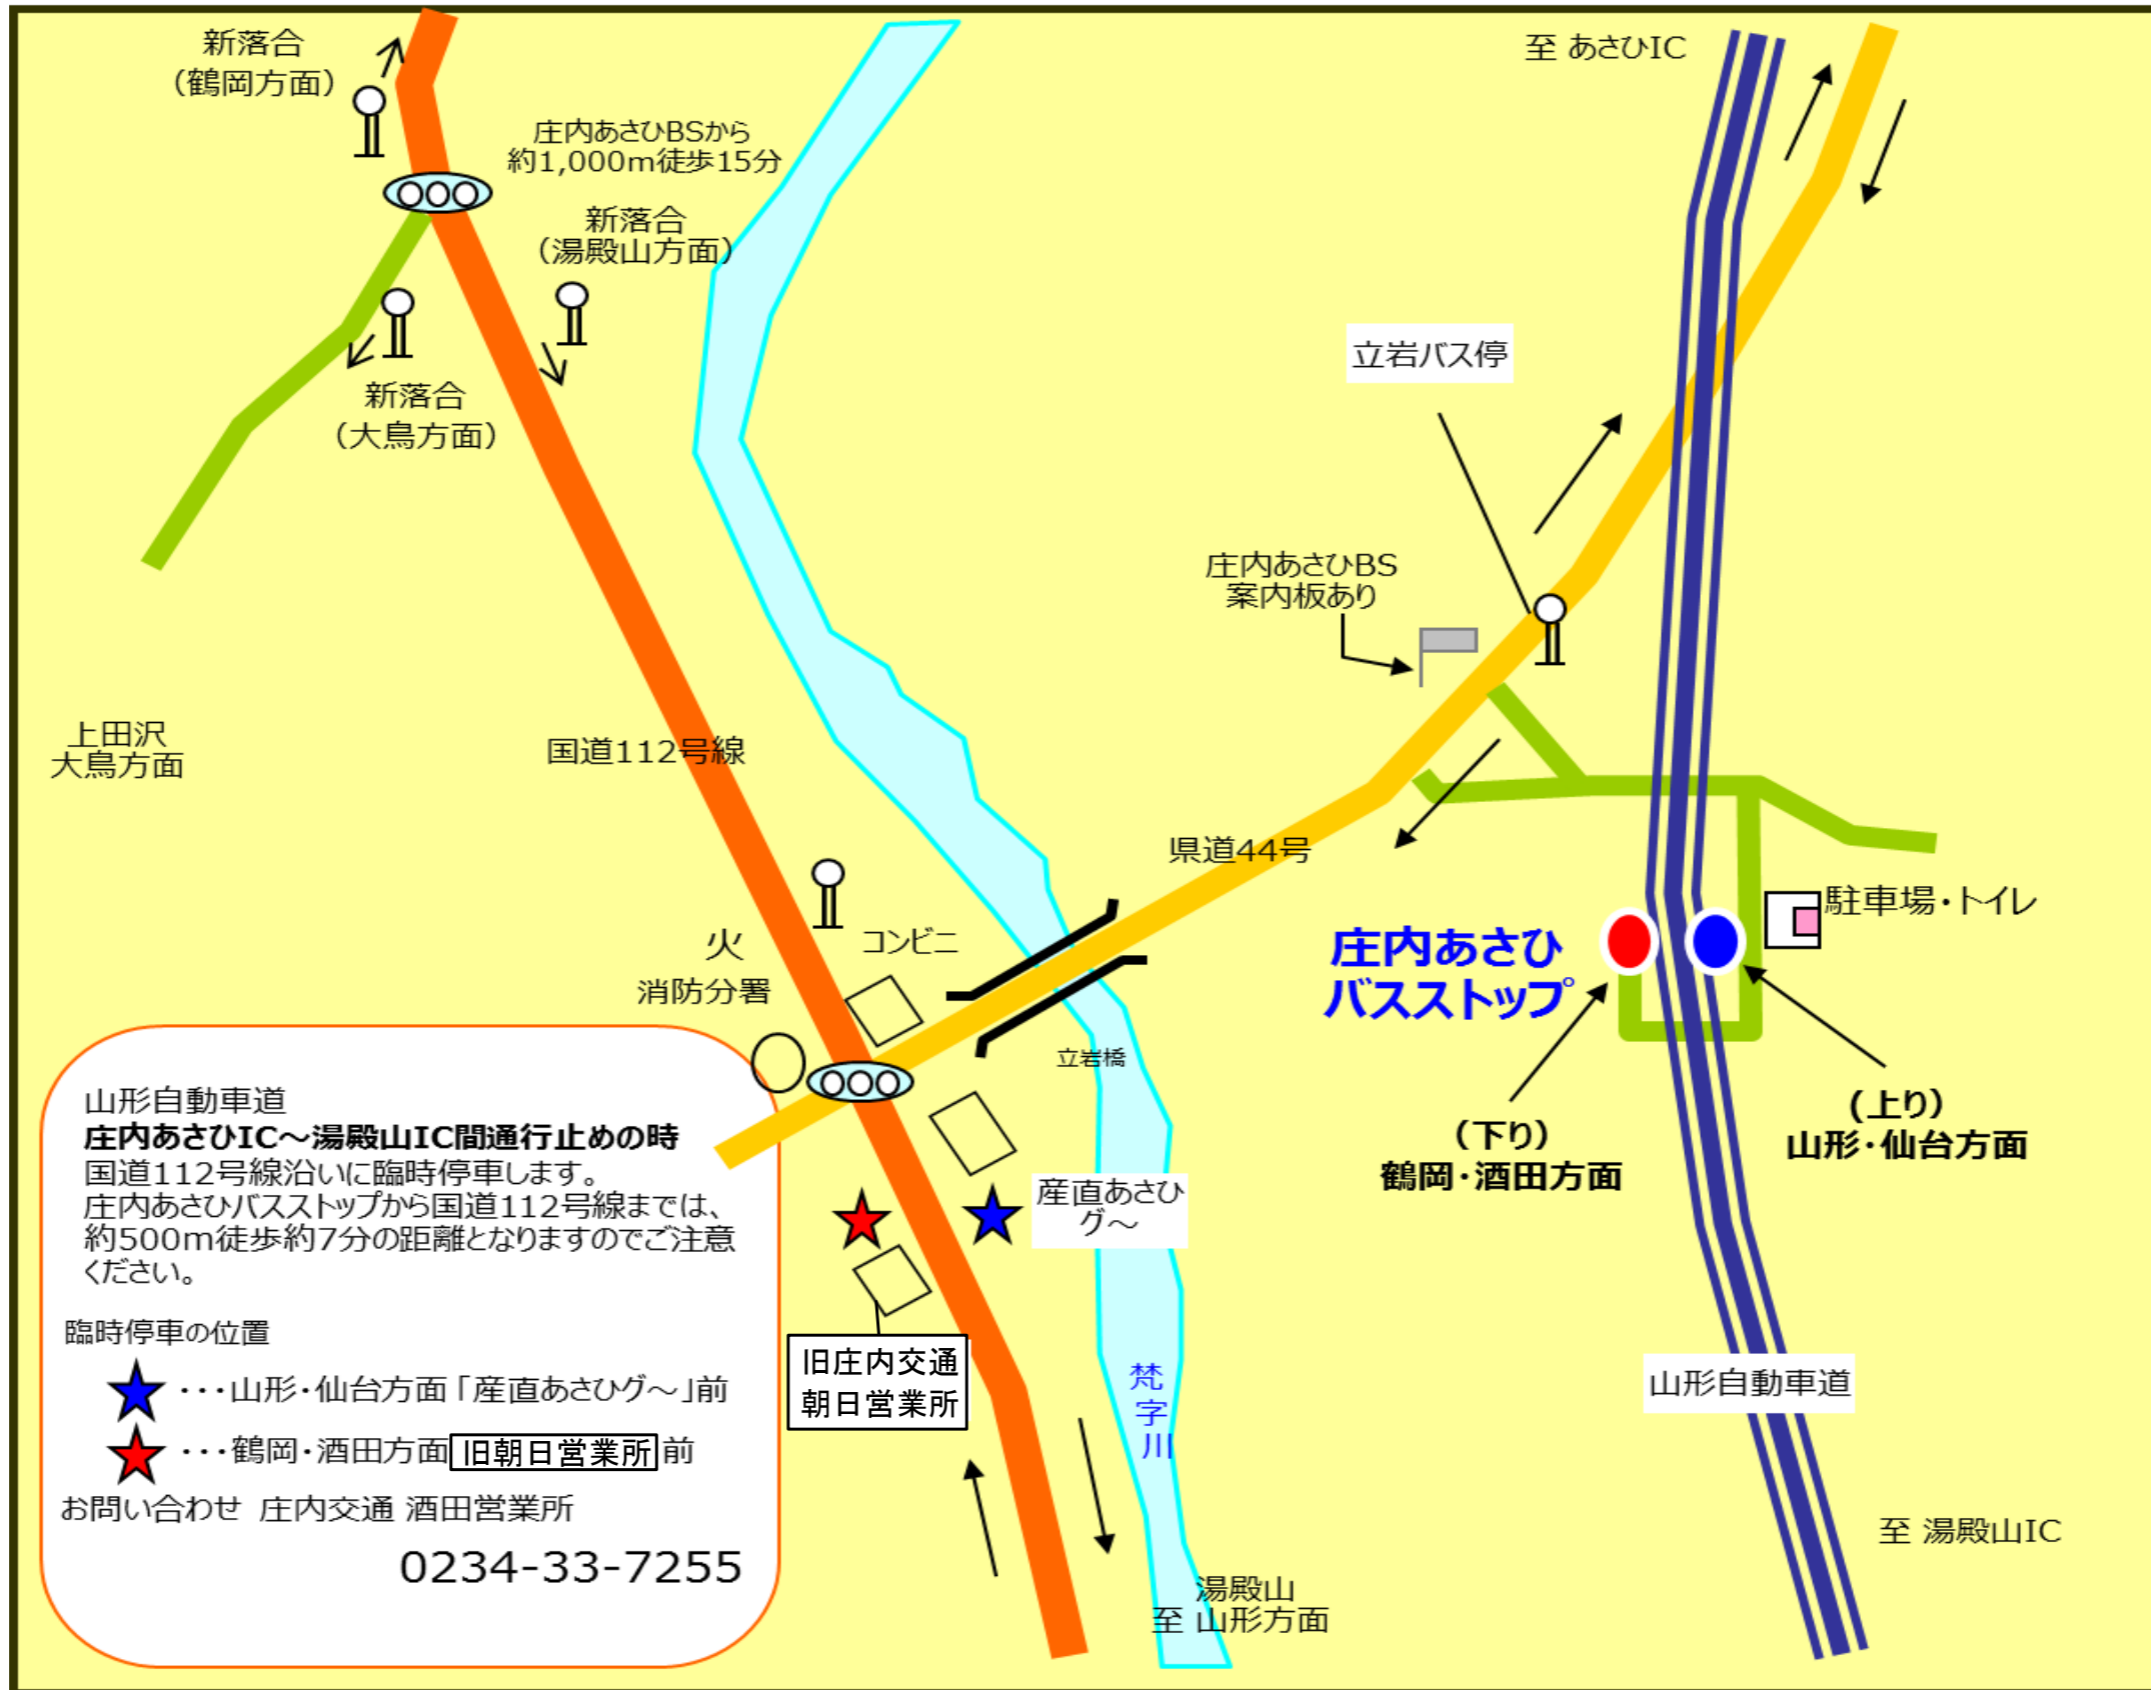 新落合
（鶴岡方面）
庄内あさひBSから
約1,000m徒歩15分
新落合
（湯殿山方面）
新落合
（大鳥方面）
至 あさひIC
立岩バス停
庄内あさひBS
案内板あり
上田沢
大鳥方面
国道112号線
県道44号
火
消防分署
コンビニ
立岩橋
駐車場・トイレ
庄内あさひ
バスストップ
（下り）
鶴岡・酒田方面
（上り）
山形・仙台方面
産直あさひ
グ～
旧庄内交通
朝日営業所
梵字川
山形自動車道
至 湯殿山IC
湯殿山
至 山形方面
山形自動車道
庄内あさひIC～湯殿山IC間通行止めの時
国道112号線沿いに臨時停車します。
庄内あさひバスストップから国道112号線までは、
約500m徒歩約7分の距離となりますのでご注意
ください。
臨時停車の位置
・・・山形・仙台方面「産直あさひグ～」前
・・・鶴岡・酒田方面 旧朝日営業所 前
お問い合わせ 庄内交通 酒田営業所
0234-33-7255